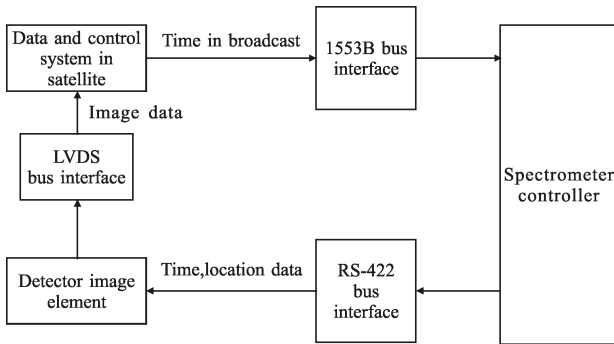 Data and control
system in
satellite
Time in broadcast
1553B bus
interface
Image data
LVDS
bus interface
Spectrometer
controller
Detector image
element
Time,location data
RS-422
bus
interface